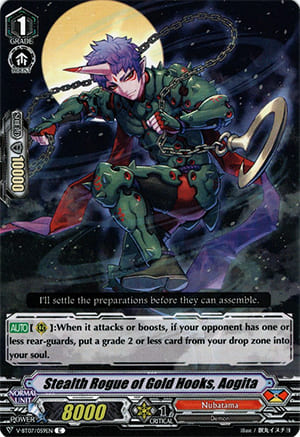 1
GRADE
BOOST
10000
SHIELD
I'll settle the preparations before they can assemble.
AUTO [ ]:When it attacks or boosts, if your opponent has one or
less rear-guards, put a grade 2 or less card from your drop zone into
your soul.
Stealth Rogue of Gold Hooks, Aogita
NORMAL
UNIT
POWER
8000
1
CRITICAL
Nubatama
Demon
V-BT07/059EN C